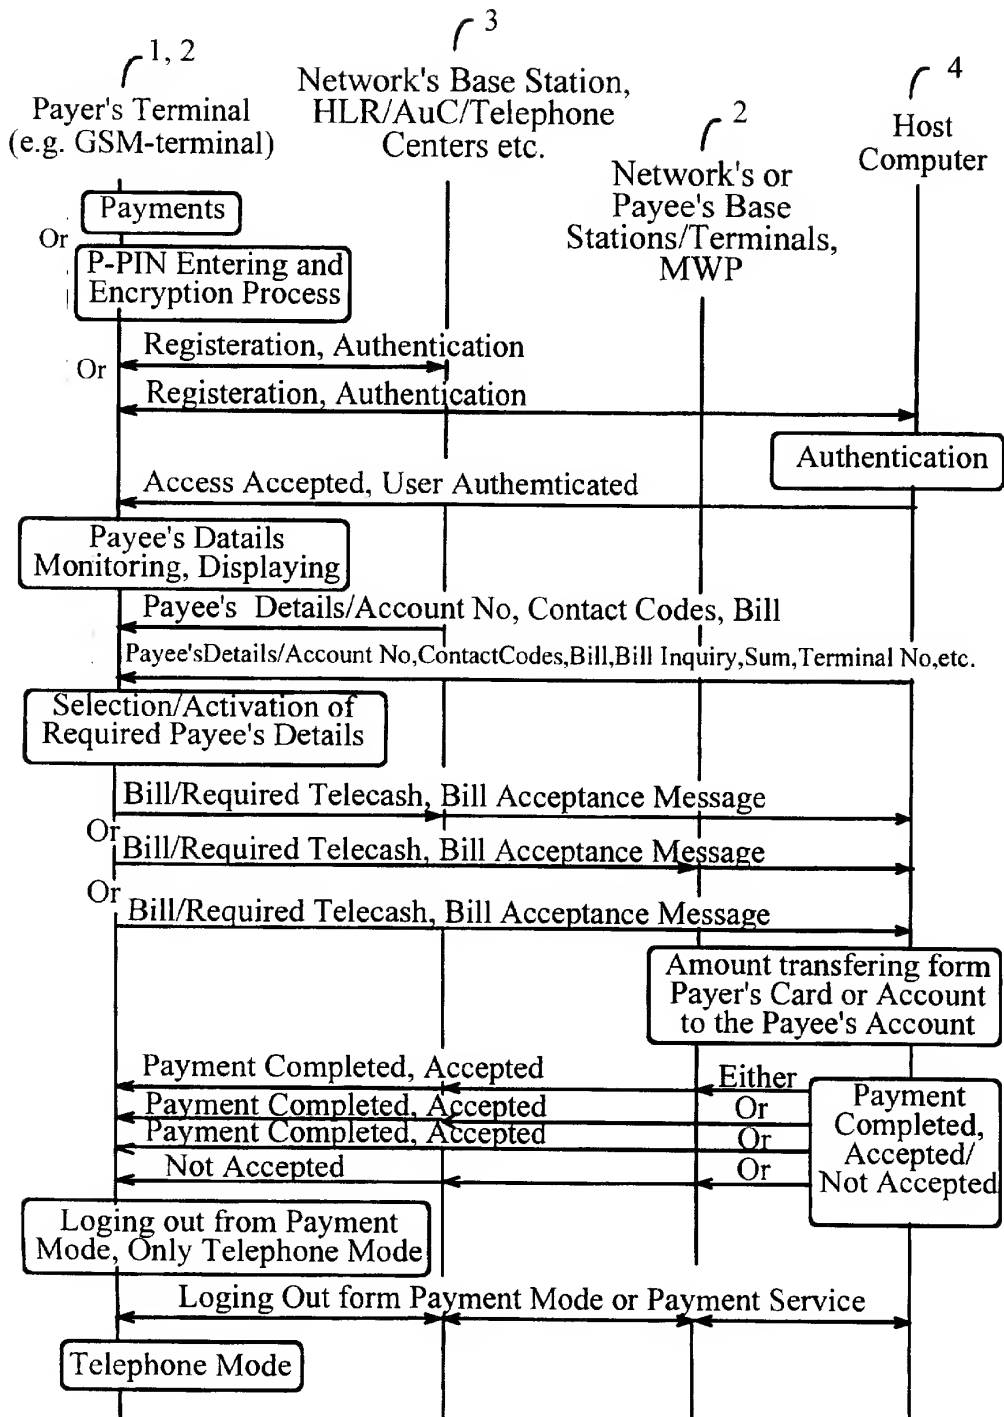 1, 2
3
4
2
Payer's Terminal
(e.g. GSM-terminal)
Network's Base Station,
HLR/AuC/Telephone
Centers etc.
Network's or
Payee's Base
Stations/Terminals,
MWP
Host
Computer
Payments
Or
P-PIN Entering and
Encryption Process
Registeration, Authentication
Or
Registeration, Authentication
Authentication
Access Accepted, User Authemticated
Payee's Datails
Monitoring, Displaying
Payee's Details/Account No, Contact Codes, Bill
Payee'sDetails/Account No,ContactCodes,Bill,Bill Inquiry,Sum,Terminal No,etc.
Selection/Activation of
Required Payee's Details
Bill/Required Telecash, Bill Acceptance Message
Or
Bill/Required Telecash, Bill Acceptance Message
Or
Bill/Required Telecash, Bill Acceptance Message
Amount transfering form
Payer's Card or Account
to the Payee's Account
Payment Completed, Accepted
Either
Payment Completed, Accepted
Or
Payment Completed, Accepted
Or
Not Accepted
Or
Payment
Completed,
Accepted/
Not Accepted
Loging out from Payment
Mode, Only Telephone Mode
Loging Out form Payment Mode or Payment Service
Telephone Mode